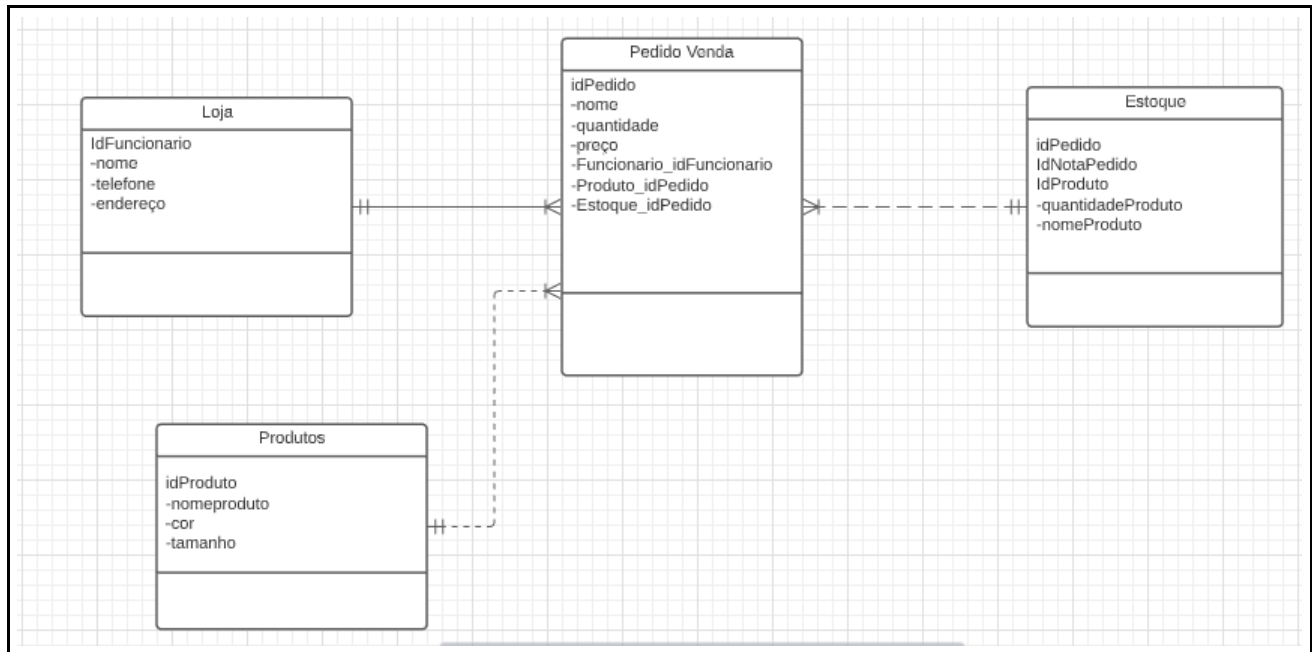 Loja
IdFuncionario
-nome
-telefone
-endereço
Pedido Venda
idPedido
-nome
-quantidade
-preço
-Funcionario_idFuncionario
-Produto_idPedido
-Estoque_idPedido
Estoque
idPedido
IdNotaPedido
IdProduto
-quantidadeProduto
-nomeProduto
Produtos
idProduto
-nomeproduto
-cor
-tamanho